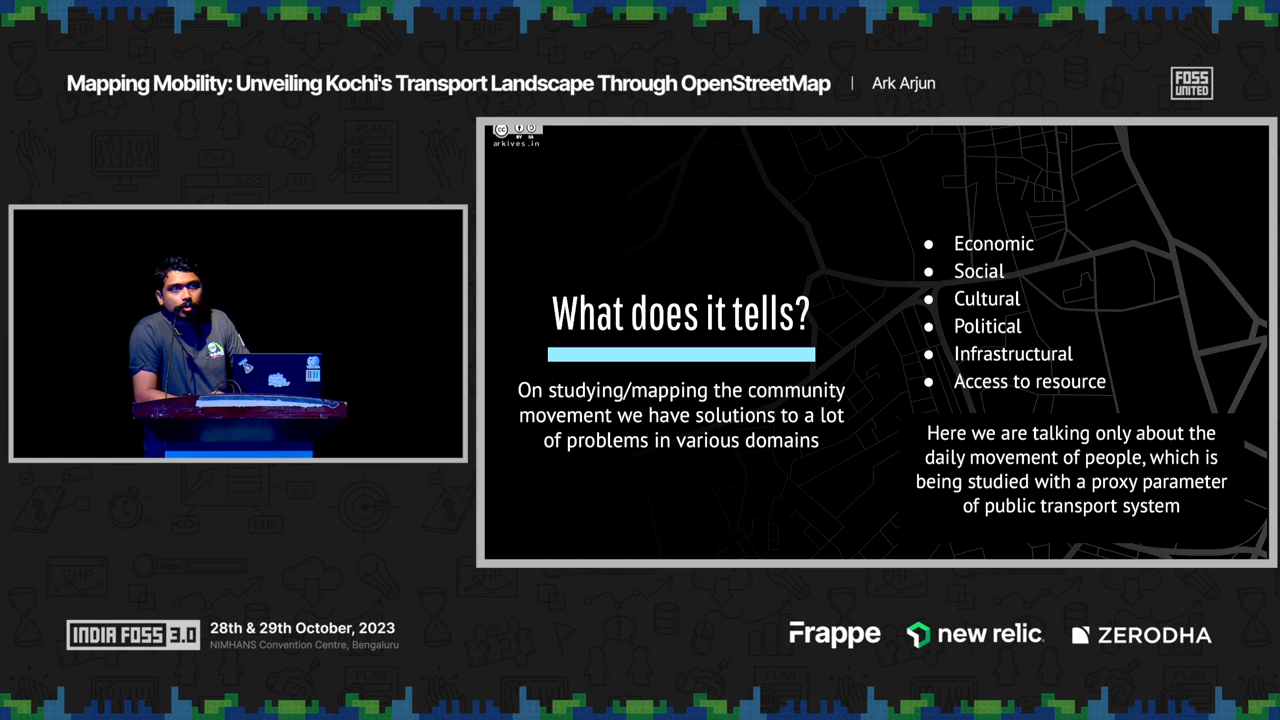 Mapping Mobility: Unveiling Kochi's Transport Landscape Through OpenStreetMap | Ark Arjun
FOSS
UNITED
CC BY SA
arkives.in
What does it tells?
On studying/mapping the community
movement we have solutions to a lot
of problems in various domains
● Economic
● Social
● Cultural
● Political
● Infrastructural
● Access to resource
Here we are talking only about the
daily movement of people, which is
being studied with a proxy parameter
of public transport system
INDIA FOSS 3.0
28th & 29th October, 2023
NIMHANS Convention Centre, Bengaluru
Frappe
new relic
ZERODHA